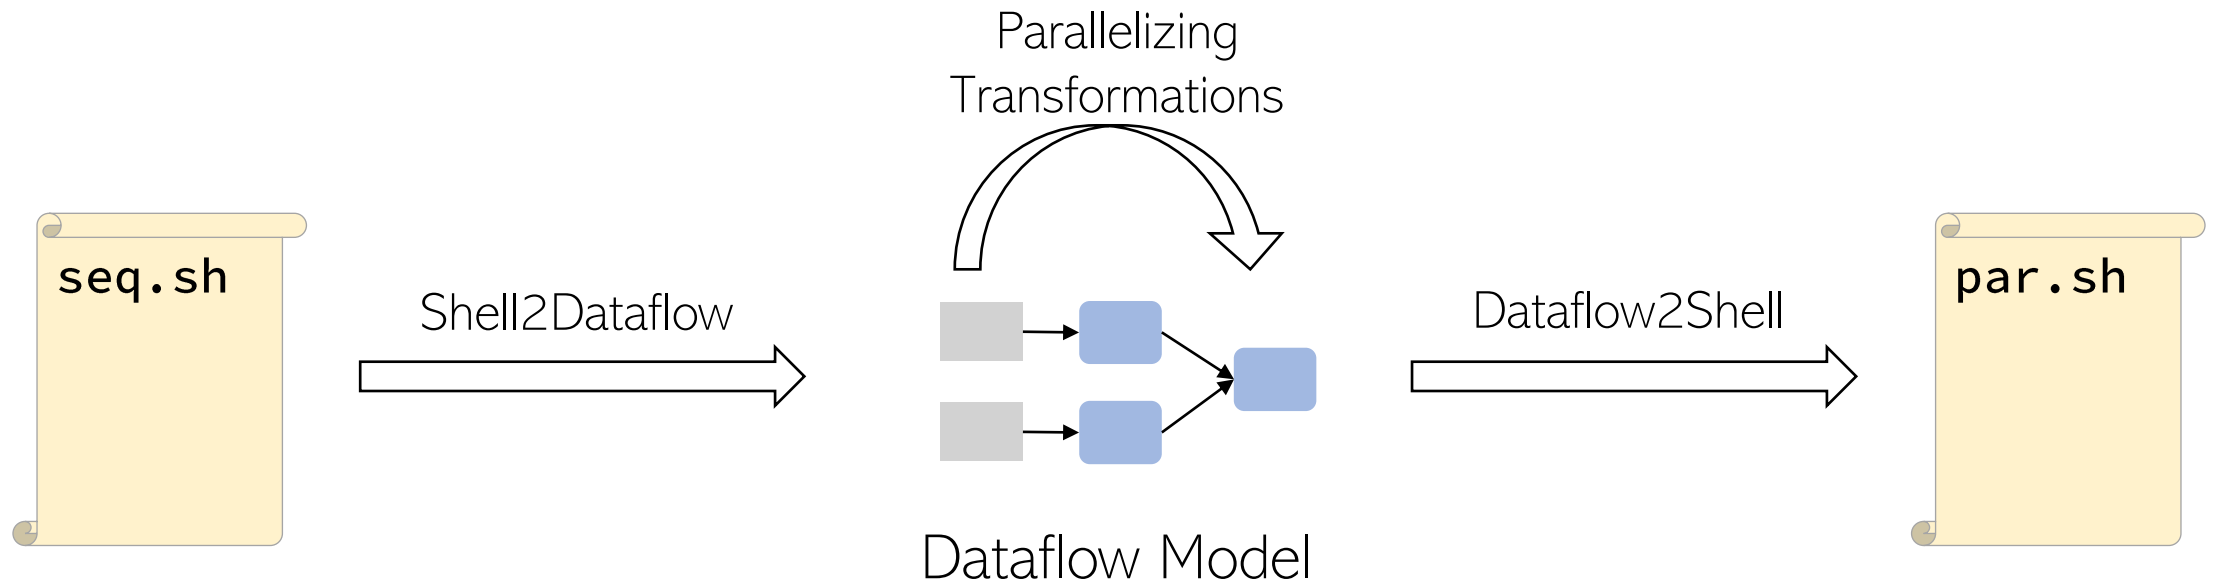 Parallelizing
Transformations
seq.sh
Shell2Dataflow
Dataflow2Shell
par.sh
Dataflow Model